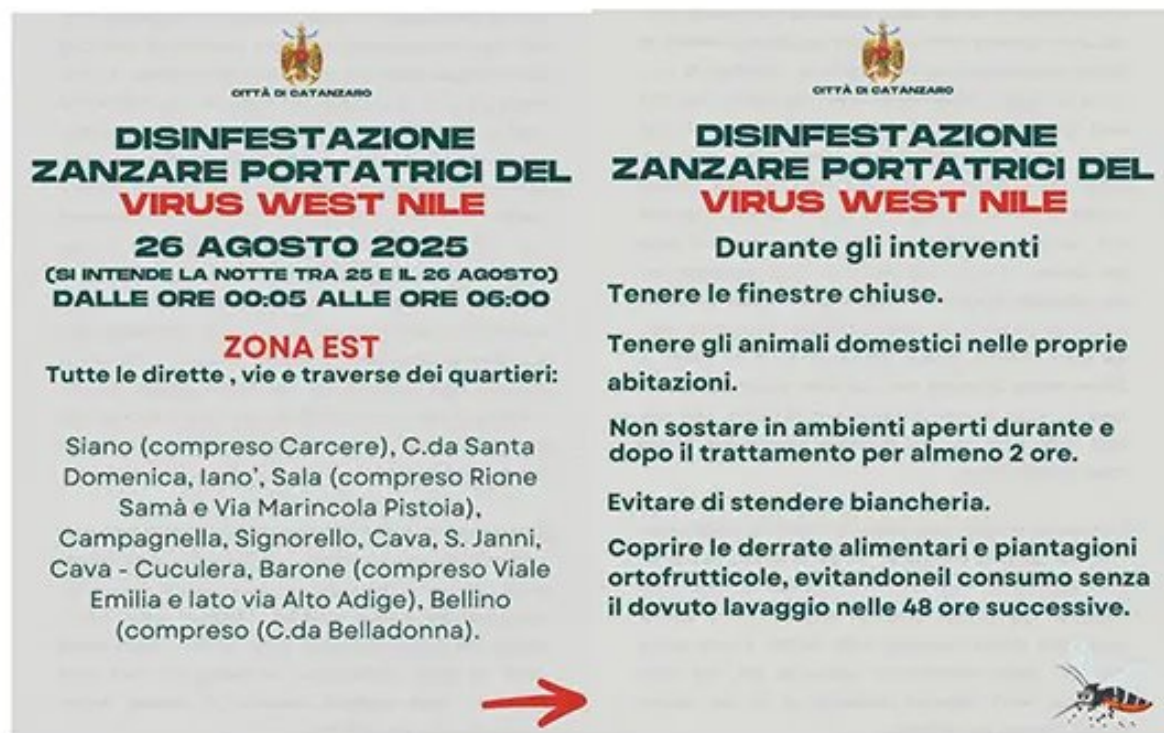 CITTÀ DI CATANZARO
DISINFESTAZIONE
ZANZARE PORTATRICI DEL
VIRUS WEST NILE
26 AGOSTO 2025
(SI INTENDE LA NOTTE TRA 25 E IL 26 AGOSTO)
DALLE ORE 00:05 ALLE ORE 06:00
ZONA EST
Tutte le dirette , vie e traverse dei quartieri:
Siano (compreso Carcere), C.da Santa
Domenica, Iano', Sala (compreso Rione
Samà e Via Marincola Pistoia),
Campagnella, Signorello, Cava, S. Janni,
Cava - Cuculera, Barone (compreso Viale
Emilia e lato via Alto Adige), Bellino
(compreso (C.da Belladonna).
CITTÀ DI CATANZARO
DISINFESTAZIONE
ZANZARE PORTATRICI DEL
VIRUS WEST NILE
Durante gli interventi
Tenere le finestre chiuse.
Tenere gli animali domestici nelle proprie
abitazioni.
Non sostare in ambienti aperti durante e
dopo il trattamento per almeno 2 ore.
Evitare di stendere biancheria.
Coprire le derrate alimentari e piantagioni
ortofrutticole, evitandoneil consumo senza
il dovuto lavaggio nelle 48 ore successive.